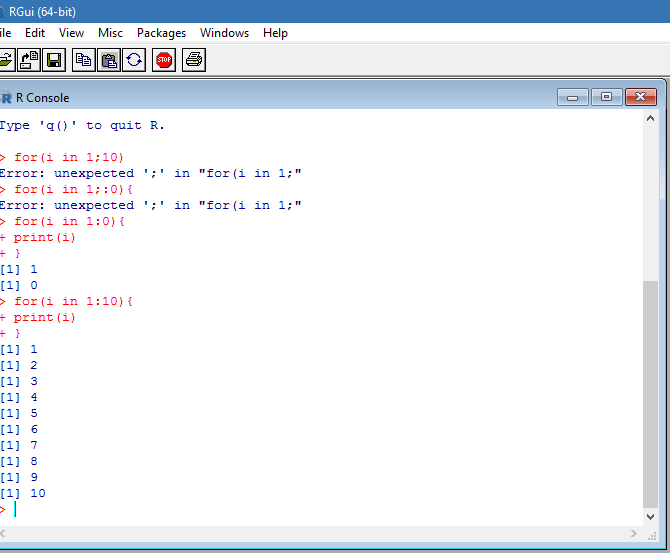 RGui (64-bit)
ile Edit View Misc Packages Windows Help
STOP
R R Console
Type 'q()' to quit R.
> for(i in 1;10)
Error: unexpected ';' in "for(i in 1;"
> for(i in 1;:0){
Error: unexpected ';' in "for(i in 1;"
> for(i in 1:0){
+ print(i)
+ }
[1] 1
[1] 0
> for(i in 1:10){
+ print(i)
+ }
[1] 1
[1] 2
[1] 3
[1] 4
[1] 5
[1] 6
[1] 7
[1] 8
[1] 9
[1] 10
>